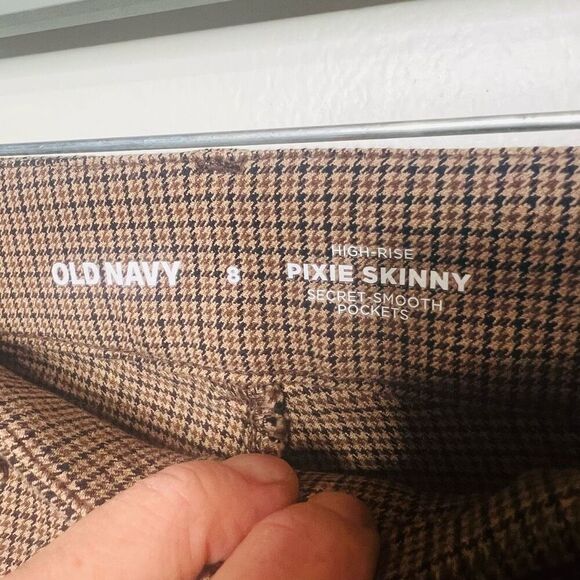 OLD NAVY
8
HIGH-RISE
PIXIE SKINNY
SECRET-SMOOTH
POCKETS